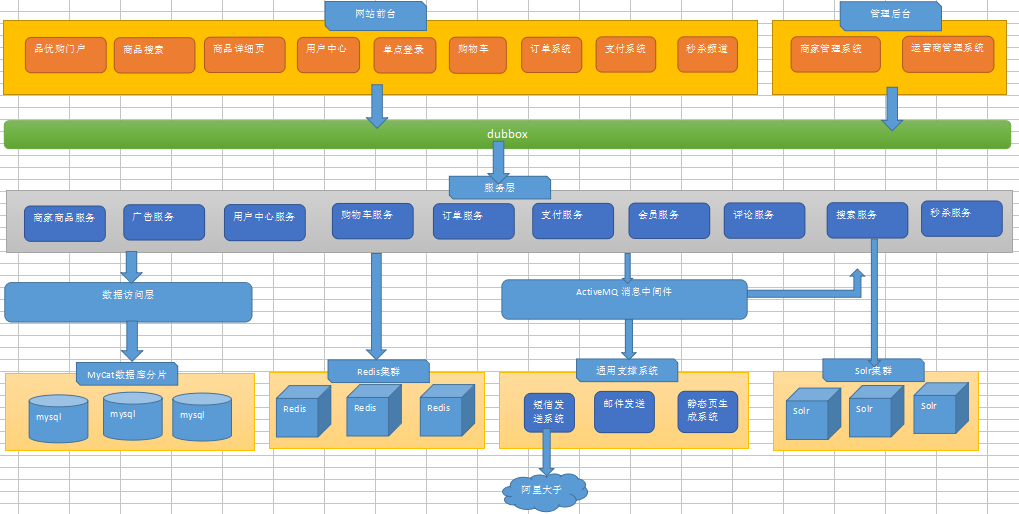 网站前台
管理后台
品优购门户
商品搜索
商品详细页
用户中心
单点登录
购物车
订单系统
支付系统
秒杀频道
商家管理系统
运营商管理系统
dubbox
服务层
商家商品服务
广告服务
用户中心服务
购物车服务
订单服务
支付服务
会员服务
评论服务
搜索服务
秒杀服务
数据访问层
ActiveMQ 消息中间件
MyCat数据库分片
Redis集群
通用支撑系统
Solr集群
mysql
mysql
mysql
Redis
Redis
Redis
短信发
送系统
邮件发送
静态页生
成系统
Solr
Solr
Solr
阿里大于